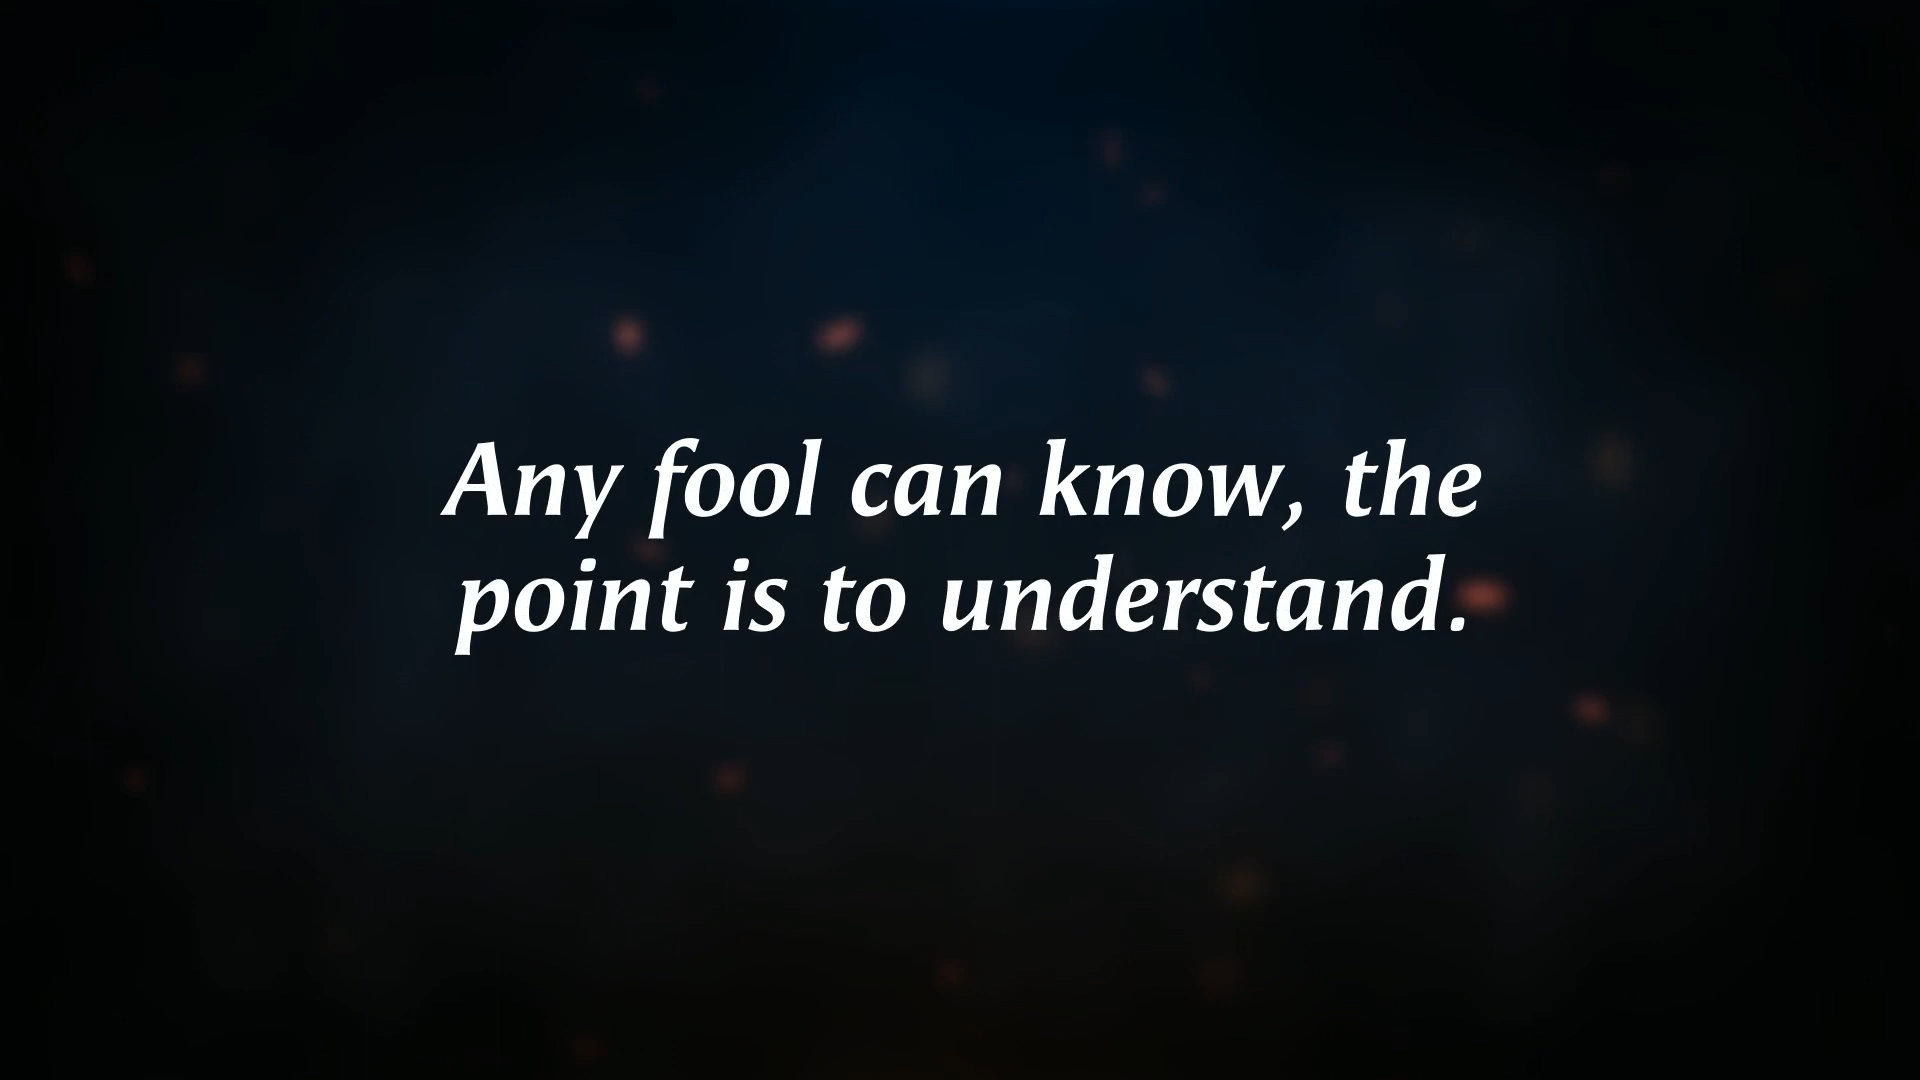 Any fool can know, the
point is to understand.